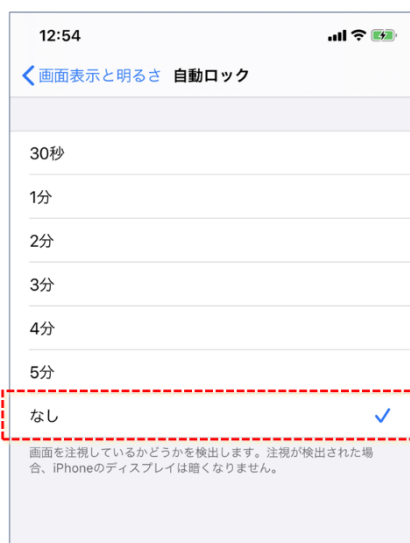 12:54
画面表示と明るさ 自動ロック
30秒
1分
2分
3分
4分
5分
なし
画面を注視しているかどうかを検出します。注視が検出された場
合、iPhoneのディスプレイは暗くなりません。